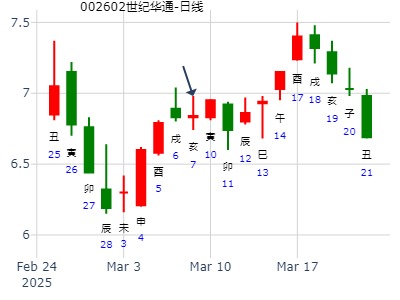 002602世纪华通-日线
7.5
7
6.5
6
丑
25
寅
26
卯
27
辰
28
未
3
申
4
酉
5
戌
6
亥
7
寅
10
卯
11
辰
12
巳
13
午
14
酉
17
戌
18
亥
19
子
20
丑
21
Feb 24
2025
Mar 3
Mar 10
Mar 17